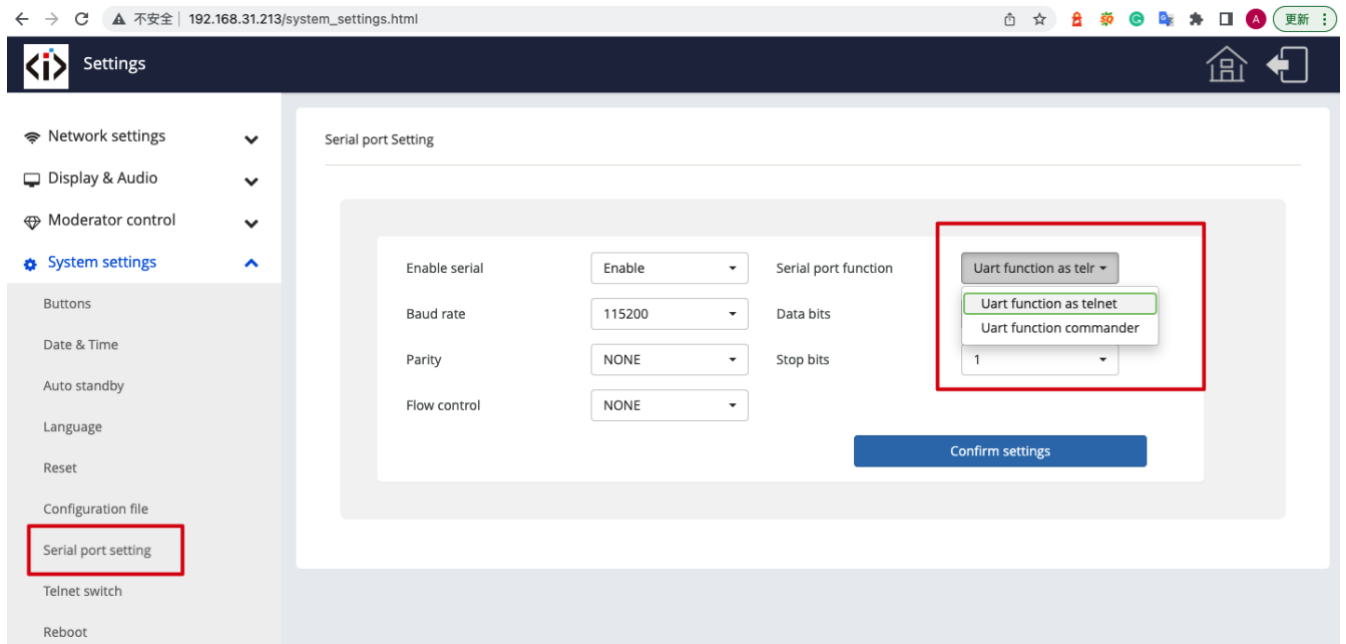 不安全 | 192.168.31.213/system_settings.html
A
更新
<i> Settings
Network settings
Display & Audio
Moderator control
System settings
Buttons
Date & Time
Auto standby
Language
Reset
Configuration file
Serial port setting
Telnet switch
Reboot
Serial port Setting
Enable serial Enable Serial port function Uart function as telr
Uart function as telnet
Uart function commander
Baud rate 115200 Data bits
Parity NONE Stop bits 1
Flow control NONE
Confirm settings